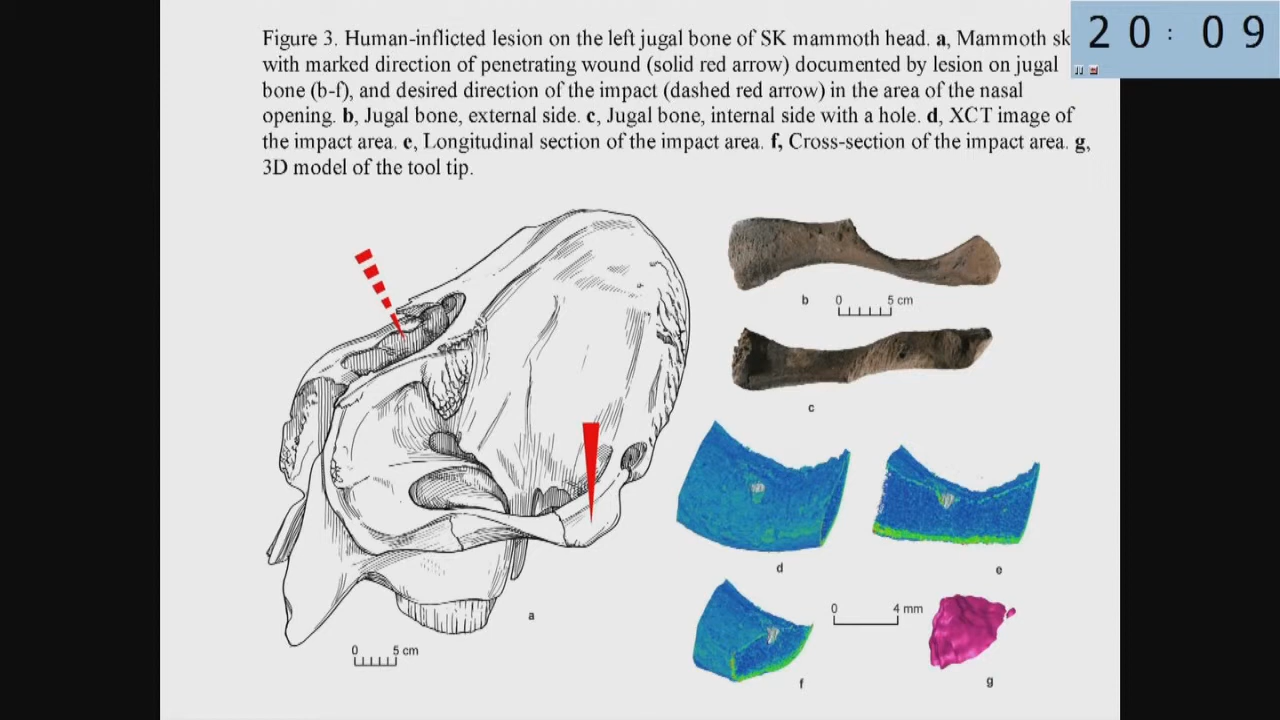 Figure 3. Human-inflicted lesion on the left jugal bone of SK mammoth head. a, Mammoth sk
20:09
with marked direction of penetrating wound (solid red arrow) documented by lesion on jugal
bone (b-f), and desired direction of the impact (dashed red arrow) in the area of the nasal
opening. b, Jugal bone, external side. c, Jugal bone, internal side with a hole. d, XCT image of
the impact area. e, Longitudinal section of the impact area. f, Cross-section of the impact area. g,
3D model of the tool tip.
b 0 5 cm
c
d
e
a
0 4 mm
0 5 cm
f
g